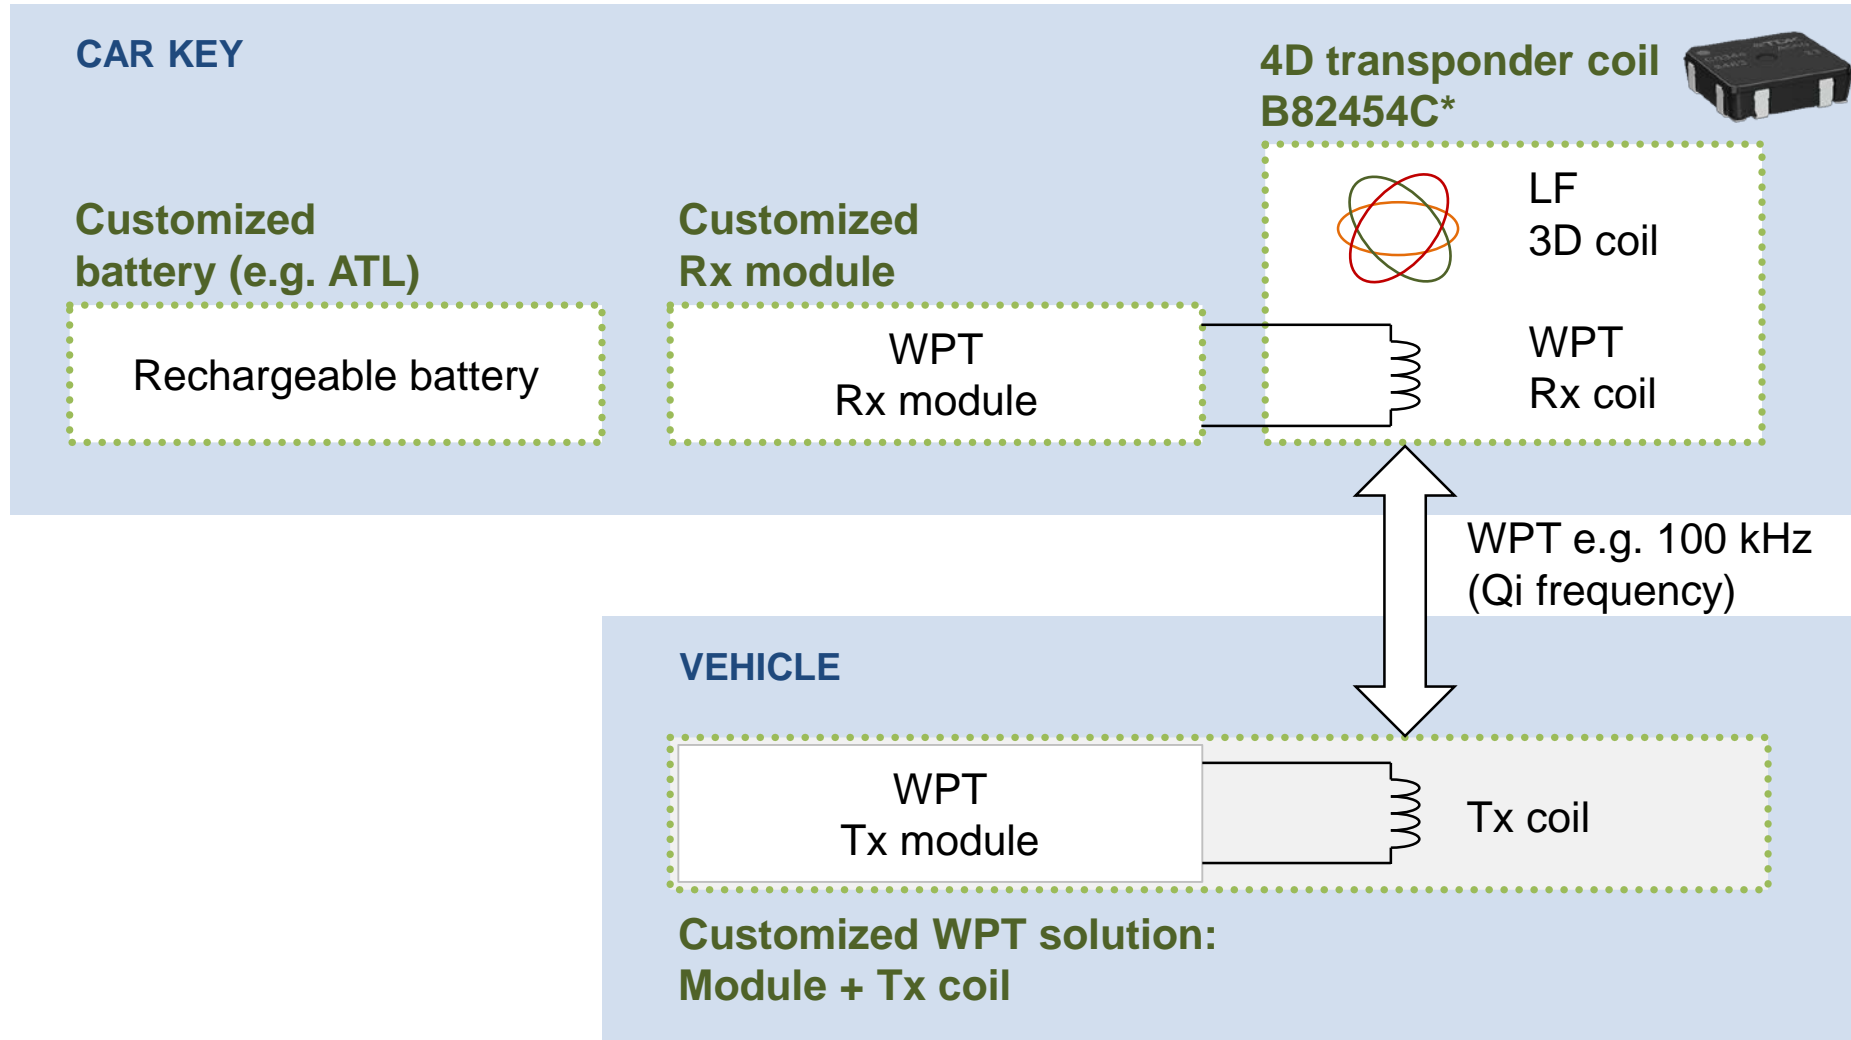 CAR KEY
4D transponder coil
B82454C*
Customized
battery (e.g. ATL)
Customized
Rx module
LF
3D coil
Rechargeable battery
WPT
Rx module
WPT
Rx coil
WPT e.g. 100 kHz
(Qi frequency)
VEHICLE
WPT
Tx module
Tx coil
Customized WPT solution:
Module + Tx coil